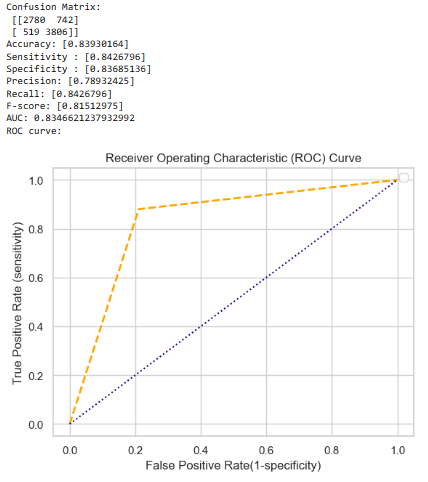 Confusion Matrix:
[[2780 742]
[ 519 3806]]
Accuracy: [0.83930164]
Sensitivity : [0.8426796]
Specificity : [0.83685136]
Precision: [0.78932425]
Recall: [0.8426796]
F-score: [0.81512975]
AUC: 0.8346621237932992
ROC curve:
Receiver Operating Characteristic (ROC) Curve
1.0
0.8
0.6
0.4
0.2
0.0
True Positive Rate (sensitivity)
0.0 0.2 0.4 0.6 0.8 1.0
False Positive Rate(1-specificity)